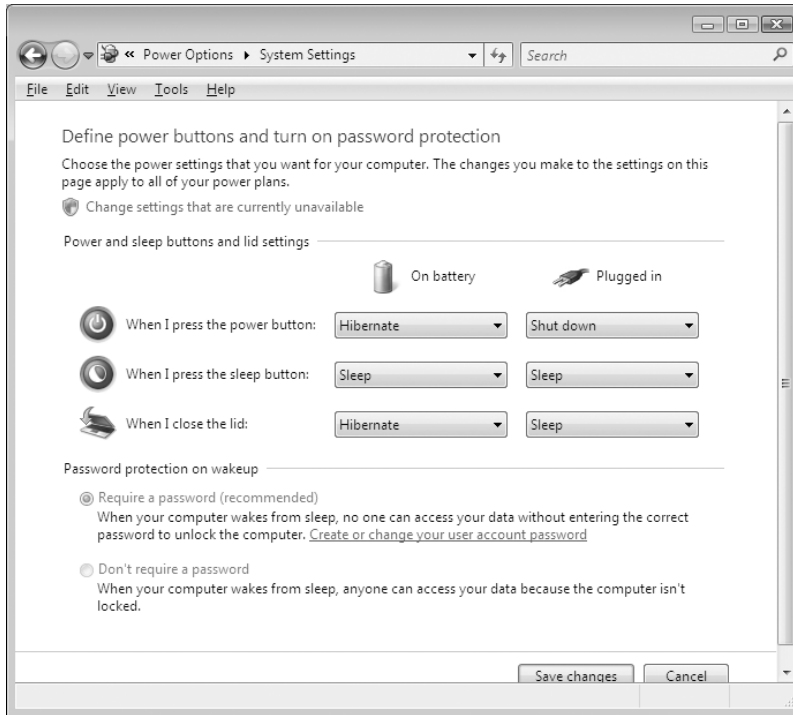 « Power Options ▸ System Settings
Search
File Edit View Tools Help
Define power buttons and turn on password protection
Choose the power settings that you want for your computer. The changes you make to the settings on this
page apply to all of your power plans.
Change settings that are currently unavailable
Power and sleep buttons and lid settings
On battery Plugged in
When I press the power button: Hibernate Shut down
When I press the sleep button: Sleep Sleep
When I close the lid: Hibernate Sleep
Password protection on wakeup
Require a password (recommended)
When your computer wakes from sleep, no one can access your data without entering the correct
password to unlock the computer. Create or change your user account password
Don't require a password
When your computer wakes from sleep, anyone can access your data because the computer isn't
locked.
Save changes Cancel